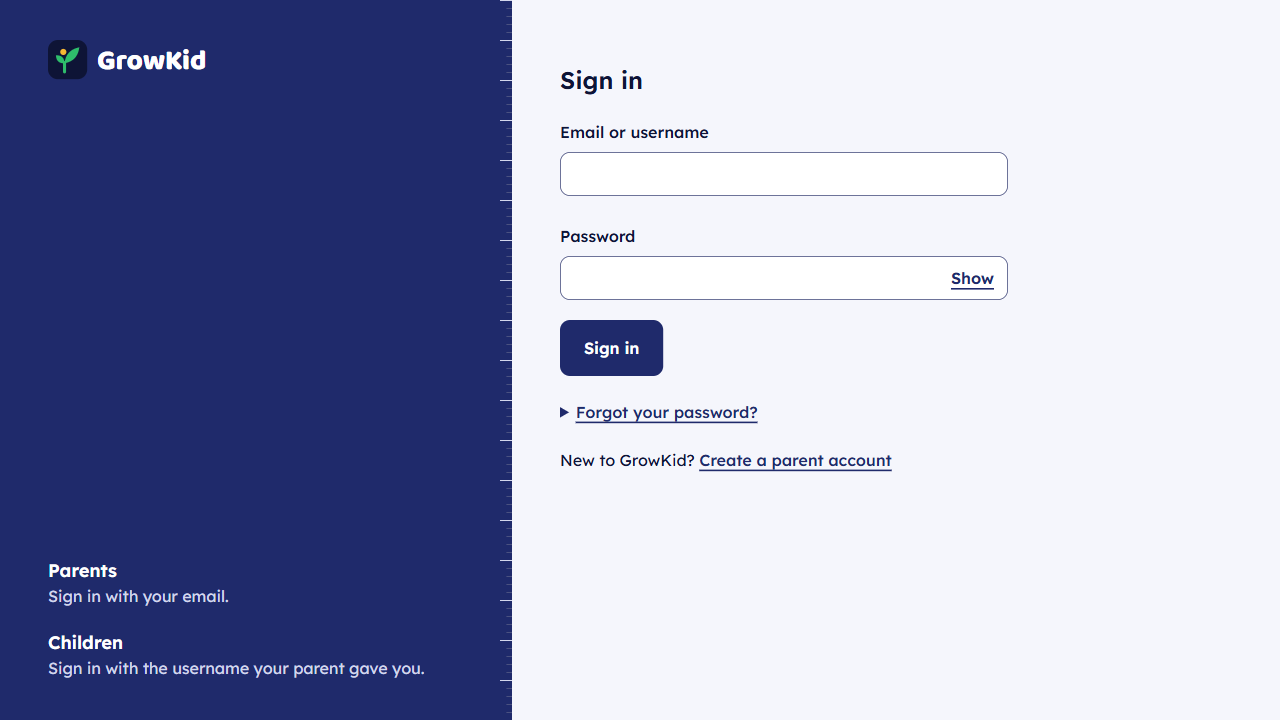 GrowKid
Parents
Sign in with your email.
Children
Sign in with the username your parent gave you.
Sign in
Email or username
Password
Show
Sign in
Forgot your password?
New to GrowKid? Create a parent account